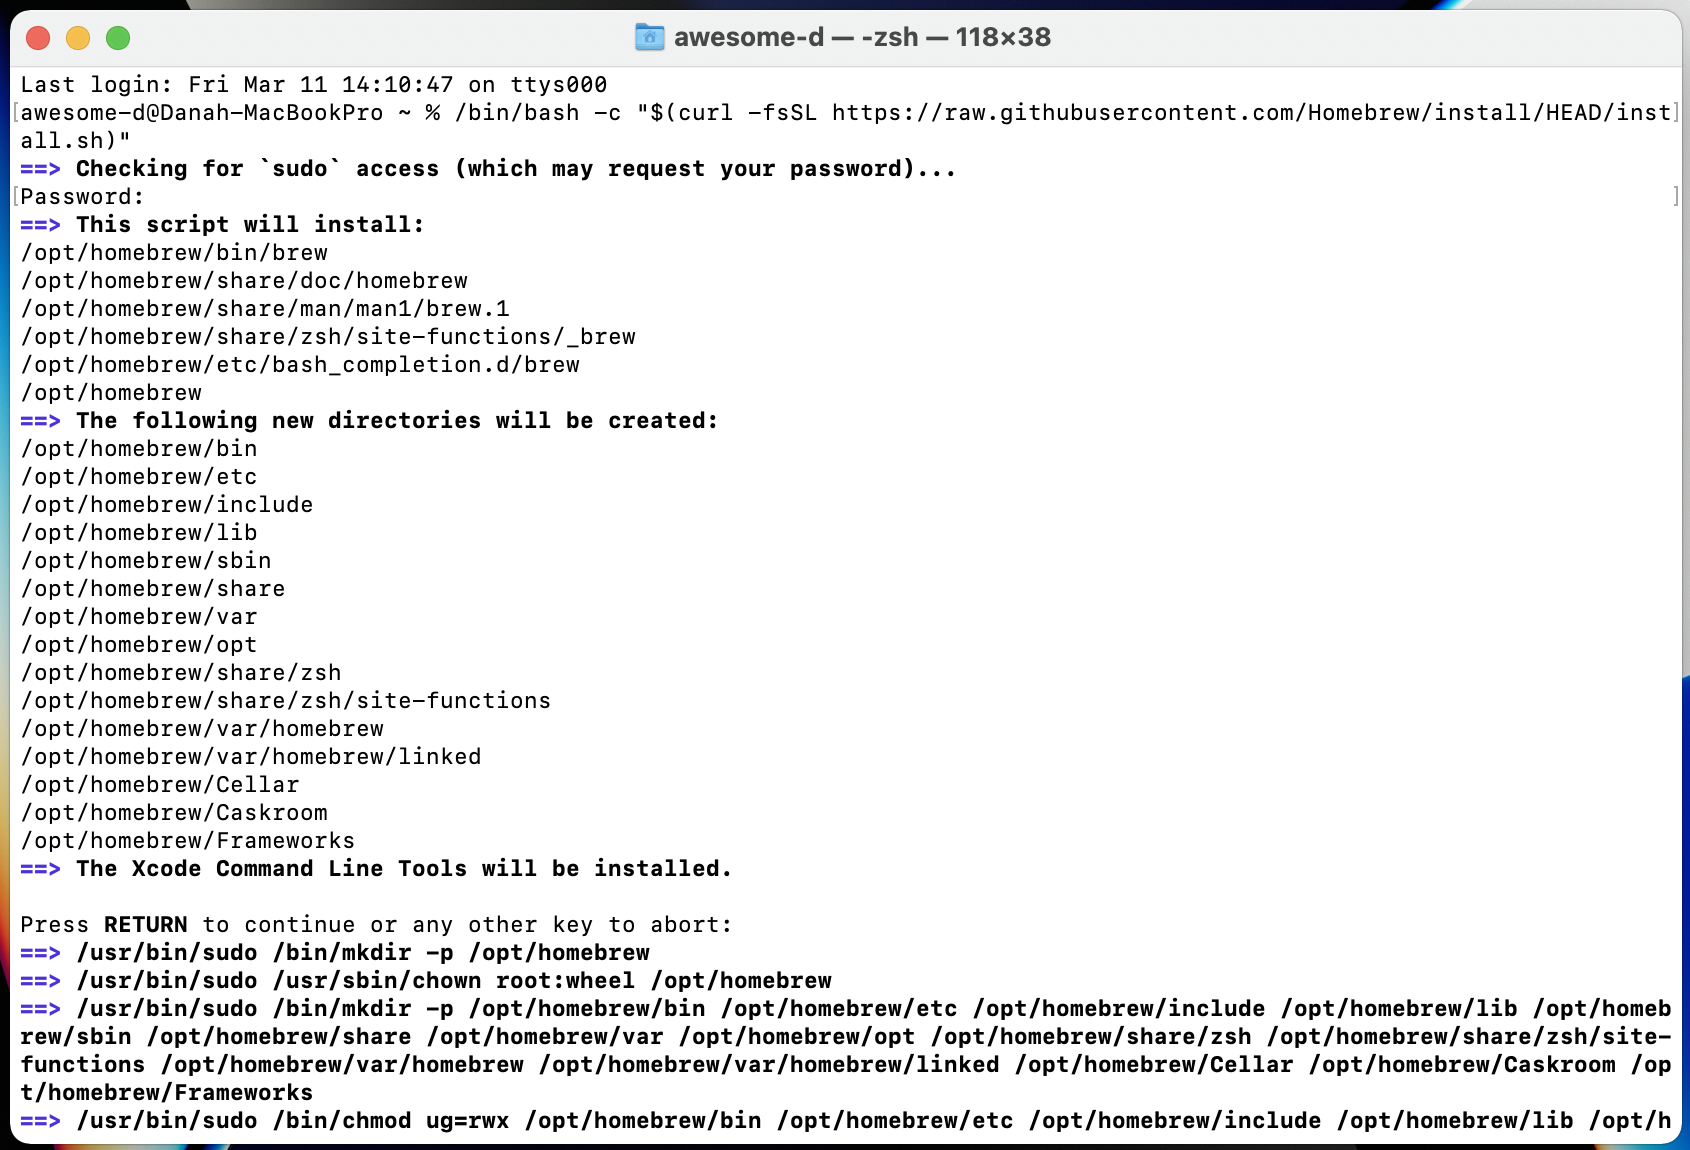 awesome-d — -zsh — 118×38
Last login: Fri Mar 11 14:10:47 on ttys000
[awesome-d@Danah-MacBookPro ~ % /bin/bash -c "$(curl -fsSL https://raw.githubusercontent.com/Homebrew/install/HEAD/inst]
all.sh)"
==> Checking for `sudo` access (which may request your password)...
[Password: ]
==> This script will install:
/opt/homebrew/bin/brew
/opt/homebrew/share/doc/homebrew
/opt/homebrew/share/man/man1/brew.1
/opt/homebrew/share/zsh/site-functions/_brew
/opt/homebrew/etc/bash_completion.d/brew
/opt/homebrew
==> The following new directories will be created:
/opt/homebrew/bin
/opt/homebrew/etc
/opt/homebrew/include
/opt/homebrew/lib
/opt/homebrew/sbin
/opt/homebrew/share
/opt/homebrew/var
/opt/homebrew/opt
/opt/homebrew/share/zsh
/opt/homebrew/share/zsh/site-functions
/opt/homebrew/var/homebrew
/opt/homebrew/var/homebrew/linked
/opt/homebrew/Cellar
/opt/homebrew/Caskroom
/opt/homebrew/Frameworks
==> The Xcode Command Line Tools will be installed.
Press RETURN to continue or any other key to abort:
==> /usr/bin/sudo /bin/mkdir -p /opt/homebrew
==> /usr/bin/sudo /usr/sbin/chown root:wheel /opt/homebrew
==> /usr/bin/sudo /bin/mkdir -p /opt/homebrew/bin /opt/homebrew/etc /opt/homebrew/include /opt/homebrew/lib /opt/homeb
rew/sbin /opt/homebrew/share /opt/homebrew/var /opt/homebrew/opt /opt/homebrew/share/zsh /opt/homebrew/share/zsh/site-
functions /opt/homebrew/var/homebrew /opt/homebrew/var/homebrew/linked /opt/homebrew/Cellar /opt/homebrew/Caskroom /op
t/homebrew/Frameworks
==> /usr/bin/sudo /bin/chmod ug=rwx /opt/homebrew/bin /opt/homebrew/etc /opt/homebrew/include /opt/homebrew/lib /opt/h